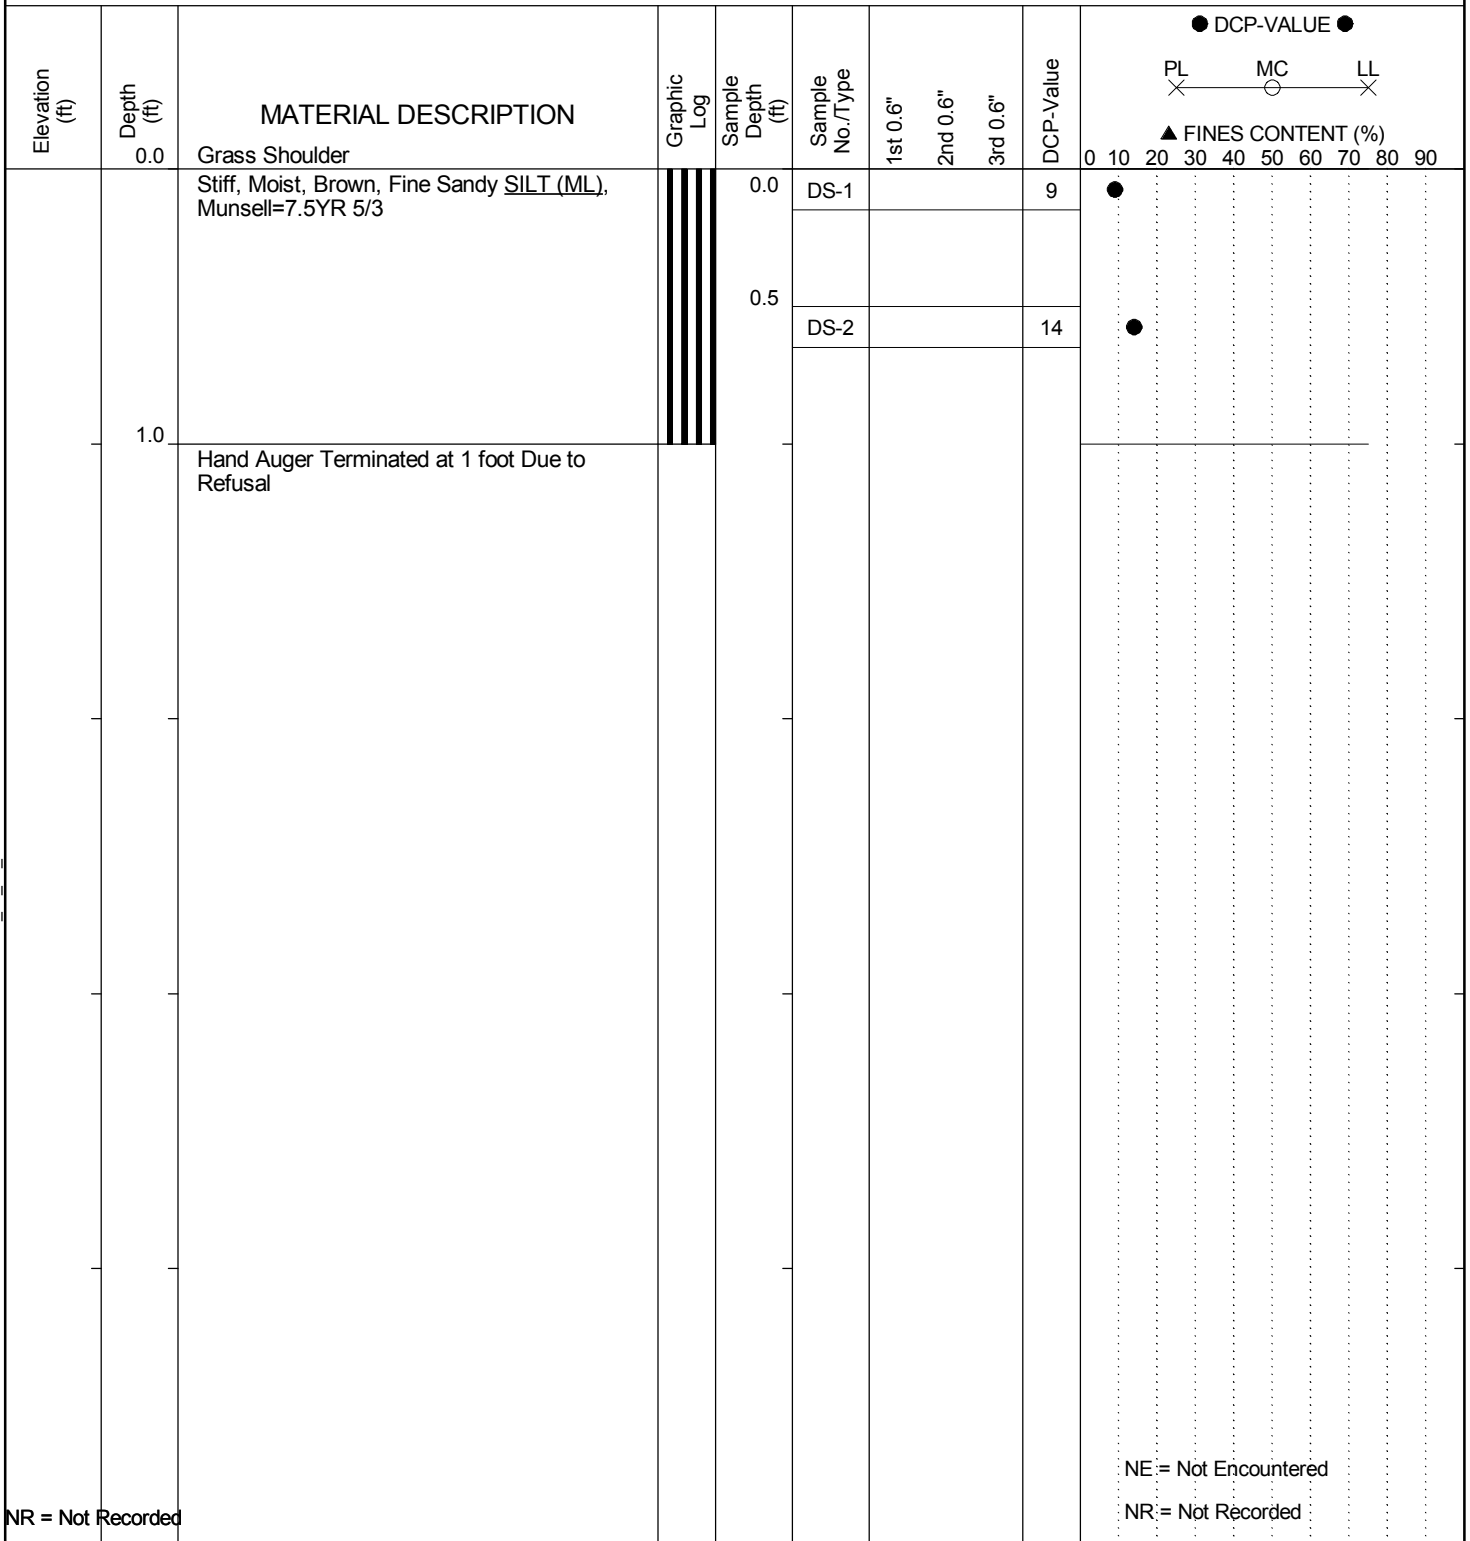 ● DCP-VALUE ●
PL MC LL
▲ FINES CONTENT (%)
0 10 20 30 40 50 60 70 80 90
Elevation
(ft)
Depth
(ft)
MATERIAL DESCRIPTION
Graphic
Log
Sample
Depth
(ft)
Sample
No./Type
1st 0.6"
2nd 0.6"
3rd 0.6"
DCP-Value
0.0 Grass Shoulder
Stiff, Moist, Brown, Fine Sandy SILT (ML),
Munsell=7.5YR 5/3
0.0 DS-1 9
0.5
DS-2 14
1.0
Hand Auger Terminated at 1 foot Due to
Refusal
NE = Not Encountered
NR = Not Recorded
NR = Not Recorded